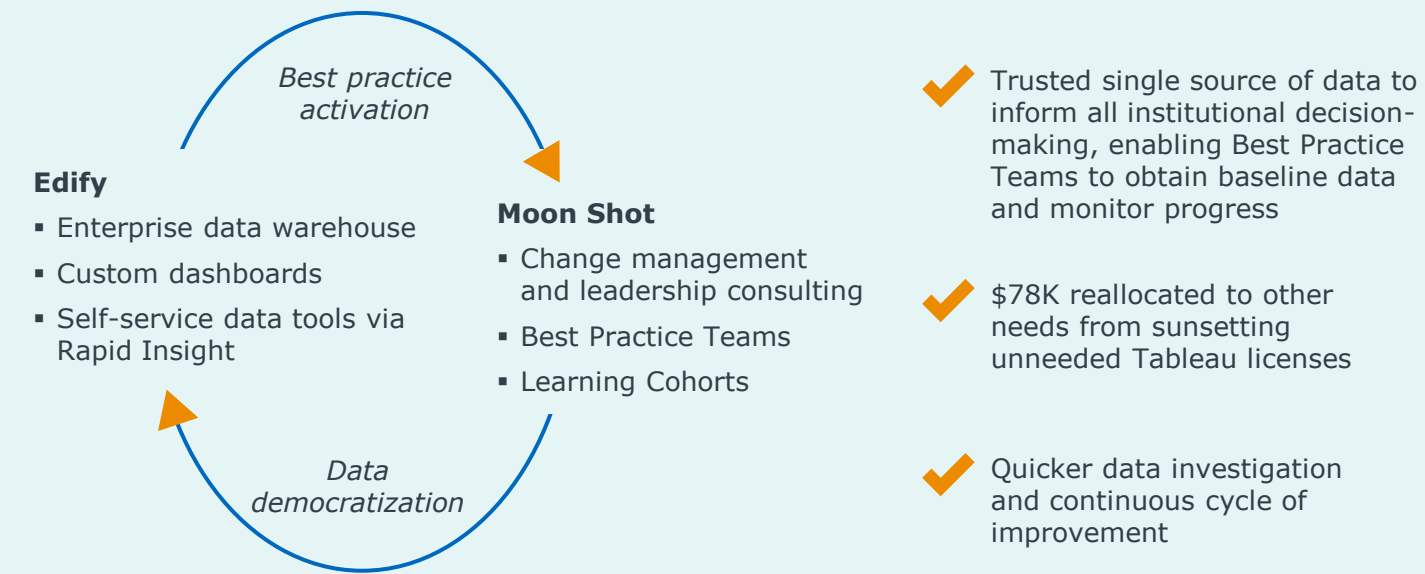 Best practice
activation
Edify
▪ Enterprise data warehouse
▪ Custom dashboards
▪ Self-service data tools via
Rapid Insight
Moon Shot
▪ Change management
and leadership consulting
▪ Best Practice Teams
▪ Learning Cohorts
Data
democratization
Trusted single source of data to
inform all institutional decision-
making, enabling Best Practice
Teams to obtain baseline data
and monitor progress
$78K reallocated to other
needs from sunsetting
unneeded Tableau licenses
Quicker data investigation
and continuous cycle of
improvement